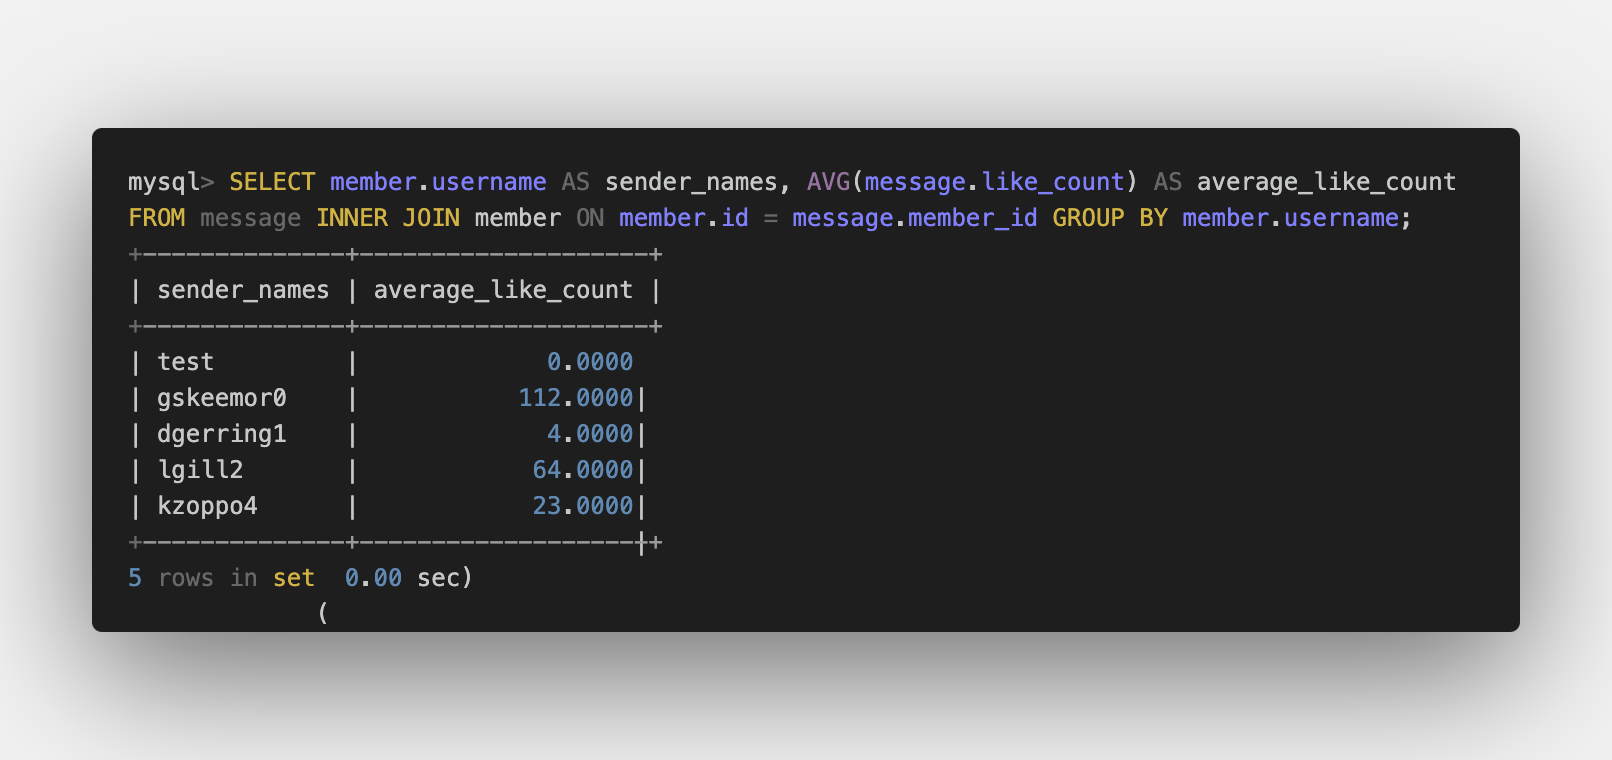 mysql> SELECT member.username AS sender_names, AVG(message.like_count) AS average_like_count
FROM message INNER JOIN member ON member.id = message.member_id GROUP BY member.username;
+--------------+--------------------+
| sender_names | average_like_count |
+--------------+--------------------+
| test         |             0.0000
| gskeemor0    |           112.0000|
| dgerring1    |             4.0000|
| lgill2       |            64.0000|
| kzoppo4      |            23.0000|
+--------------+-------------------|+
5 rows in set  0.00 sec)
             (